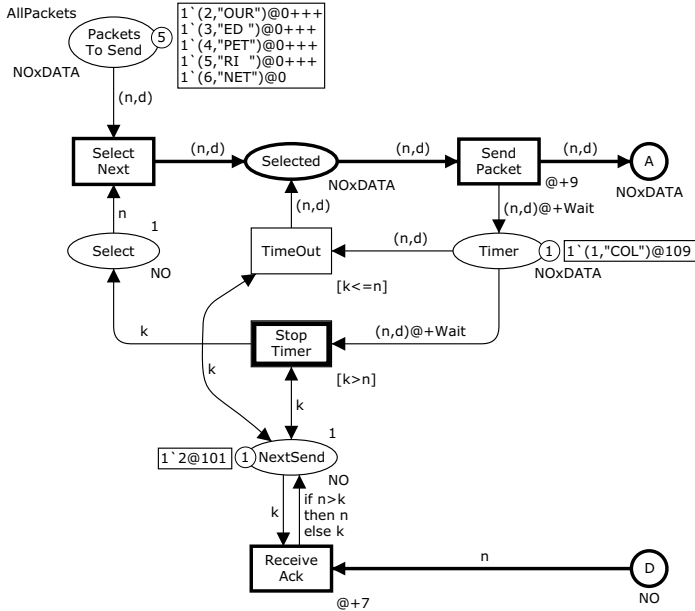 AllPackets
Packets
To Send
5
1`(2,"OUR")@0+++
1`(3,"ED ")@0+++
1`(4,"PET")@0+++
1`(5,"RI  ")@0+++
1`(6,"NET")@0
NOxDATA
(n,d)
Select
Next
(n,d)
Selected
NOxDATA
(n,d)
Send
Packet
@+9
(n,d)
A
NOxDATA
n
(n,d)
(n,d)@+Wait
1
Select
NO
TimeOut
[k<=n]
(n,d)
Timer
1
1`(1,"COL")@109
NOxDATA
k
Stop
Timer
[k>n]
(n,d)@+Wait
k
k
1
1`2@101
1
NextSend
NO
k
if n>k
then n
else k
Receive
Ack
@+7
n
D
NO